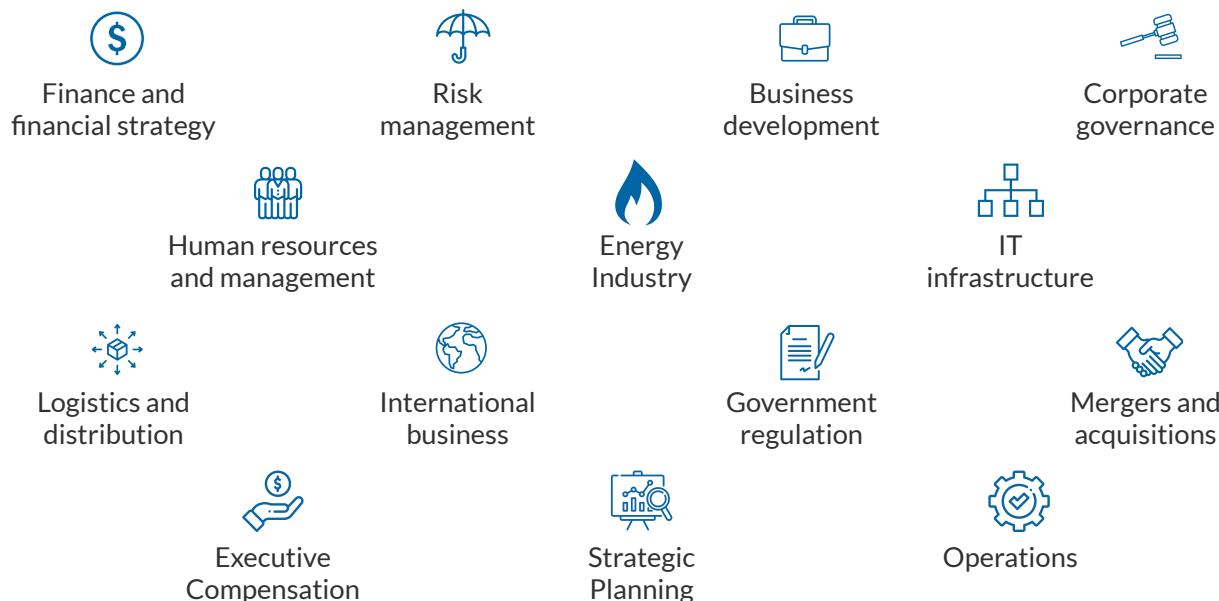 $
Finance and
financial strategy
Risk
management
Business
development
Corporate
governance
Human resources
and management
Energy
Industry
IT
infrastructure
Logistics and
distribution
International
business
Government
regulation
Mergers and
acquisitions
$
Executive
Compensation
Strategic
Planning
Operations